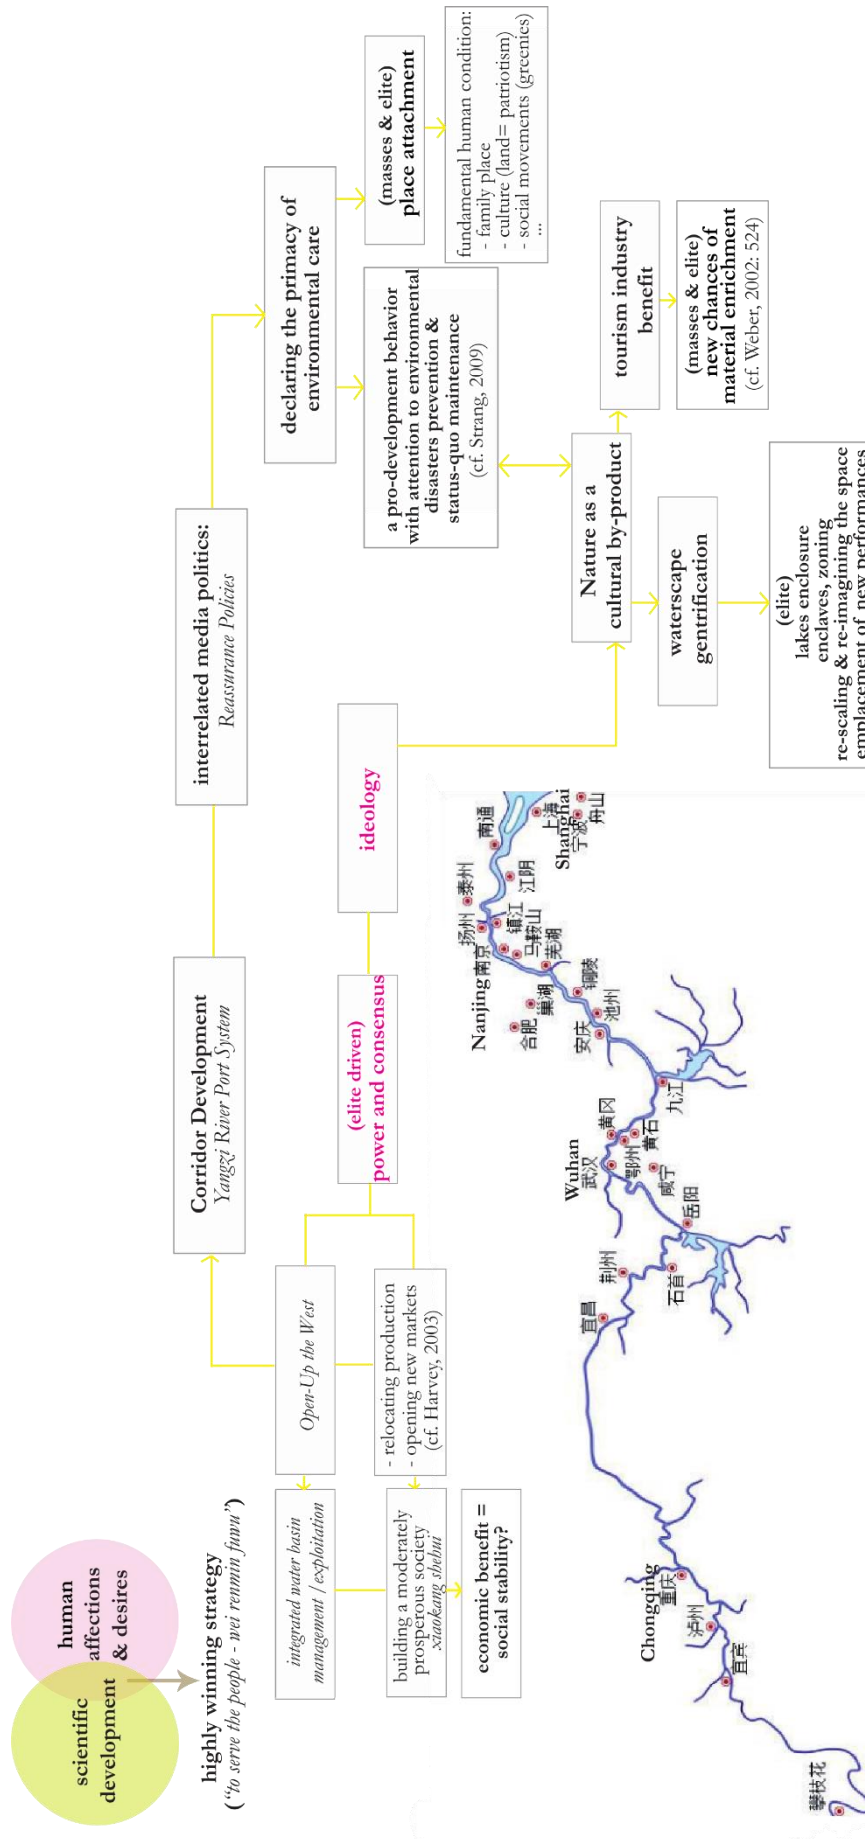 scientific
development
human
affections
& desires
highly winning strategy
(“to serve the people - wei renmin fuwu”)
integrated water basin
management / exploitation
Open-Up the West
building a moderately
prosperous society
xiaokang shehui
- relocating production
- opening new markets
(cf. Harvey, 2003)
economic benefit =
social stability?
Corridor Development
Yangzi River Port System
(elite driven)
power and consensus
ideology
interrelated media politics:
Reassurance Policies
declaring the primacy of
environmental care
a pro-development behavior
with attention to environmental
disasters prevention &
status-quo maintenance
(cf. Strang, 2009)
(masses & elite)
place attachment
fundamental human condition:
- family place
- culture (land= patriotism)
- social movements (greenies)
...
Nature as a
cultural by-product
tourism industry
benefit
(masses & elite)
new chances of
material enrichment
(cf. Weber, 2002: 524)
waterscape
gentrification
(elite)
lakes enclosure
enclaves, zoning
re-scaling & re-imagining the space
emplacement of new performances
攀枝花
宜宾
泸州
Chongqing
重庆
宜昌
荆州
石首
岳阳
Wuhan
武汉
鄂州
咸宁
黄冈
黄石
九江
安庆
池州
铜陵
合肥
巢湖
芜湖
马鞍山
Nanjing
南京
镇江
扬州
泰州
江阴
南通
上海
Shanghai
宁波
舟山